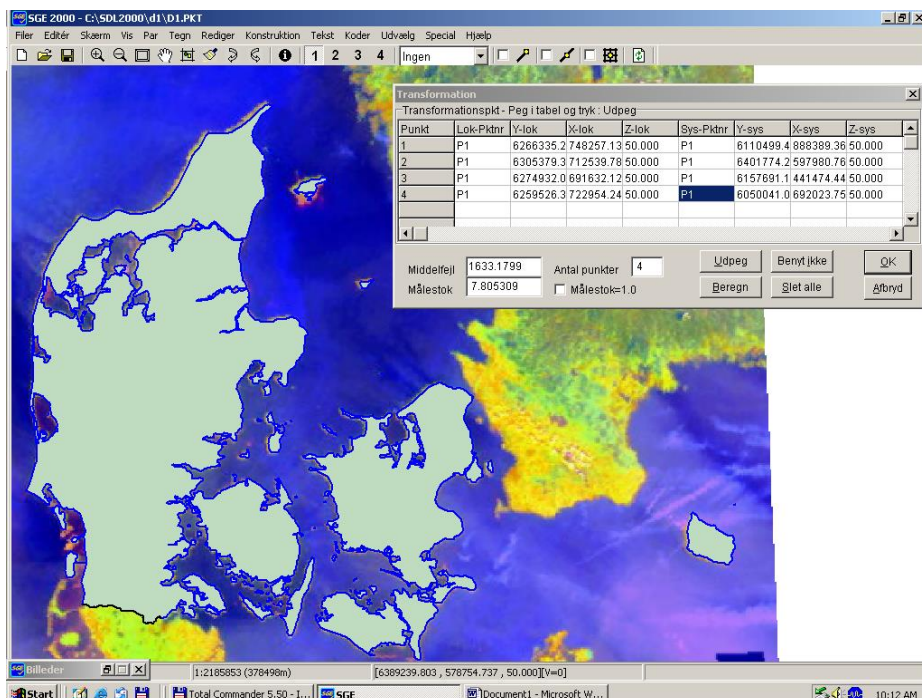 SGE 2000 - C:\SDL2000\d1\D1.PKT
Filer Editér Skærm Vis Par Tegn Rediger Konstruktion Tekst Koder Udvælg Special Hjælp
1 2 3 4 Ingen
Transformation
Transformationspkt - Peg i tabel og tryk : Udpeg
Punkt Lok-Pktnr Y-lok X-lok Z-lok Sys-Pktnr Y-sys X-sys Z-sys
1 P1 6266335.2 748257.13 50.000 P1 6110499.4 888389.36 50.000
2 P1 6305379.3 712539.78 50.000 P1 6401774.2 597980.76 50.000
3 P1 6274932.0 691632.12 50.000 P1 6157691.1 441474.44 50.000
4 P1 6259526.3 722954.24 50.000 P1 6050041.0 692023.75 50.000
Middelfejl 1633.1799 Antal punkter 4 Udpeg Benyt ikke OK
Målestok 7.805309 Målestok=1.0 Beregn Slet alle Afbryd
Billeder 1:2185853 (378498m) [6389239.803 , 578754.737 , 50.000][V=0]
Start Total Commander 5.50 - I... SGE Document1 - Microsoft W... 10:12 AM